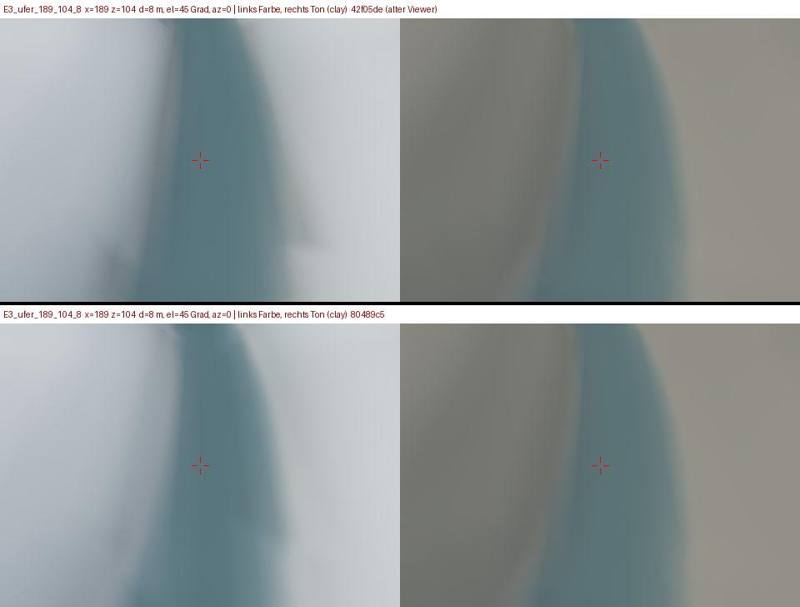 E3_ufer_189_104_8 x=189 z=104 d=8 m, el=45 Grad, az=0 | links Farbe, rechts Ton (clay) 42f05de (alter Viewer)
E3_ufer_189_104_8 x=189 z=104 d=8 m, el=45 Grad, az=0 | links Farbe, rechts Ton (clay) 80489c5